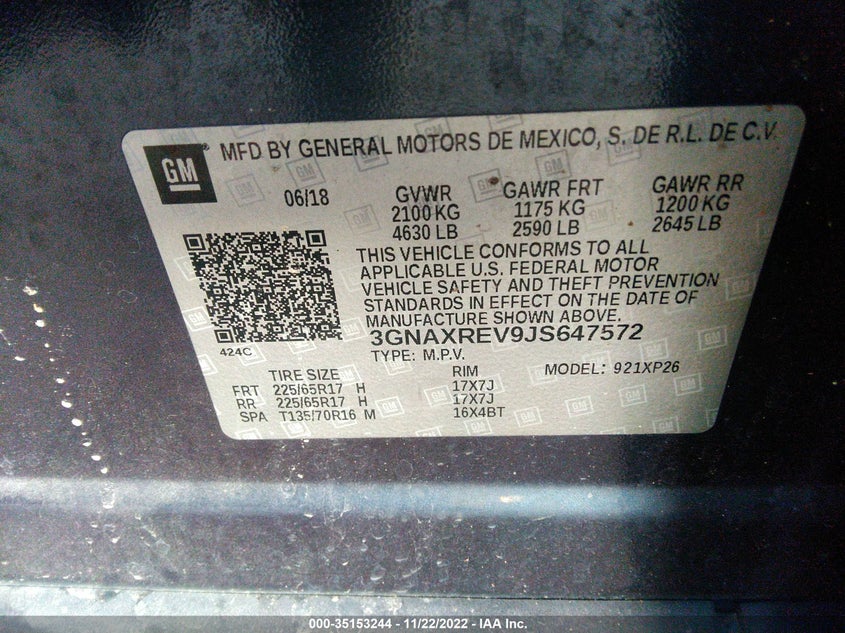 GM
MFD BY GENERAL MOTORS DE MEXICO, S. DE R.L. DE C.V.
06/18 GVWR GAWR FRT GAWR RR
2100 KG 1175 KG 1200 KG
4630 LB 2590 LB 2645 LB
THIS VEHICLE CONFORMS TO ALL
APPLICABLE U.S. FEDERAL MOTOR
VEHICLE SAFETY AND THEFT PREVENTION
STANDARDS IN EFFECT ON THE DATE OF
MANUFACTURE SHOWN ABOVE.
424C 3GNAXREV9JS647572
TYPE: M.P.V. MODEL: 921XP26
TIRE SIZE RIM
FRT 225/65R17 H 17X7J
RR 225/65R17 H 17X7J
SPA T135/70R16 M 16X4BT
000-35153244 - 11/22/2022 - IAA Inc.